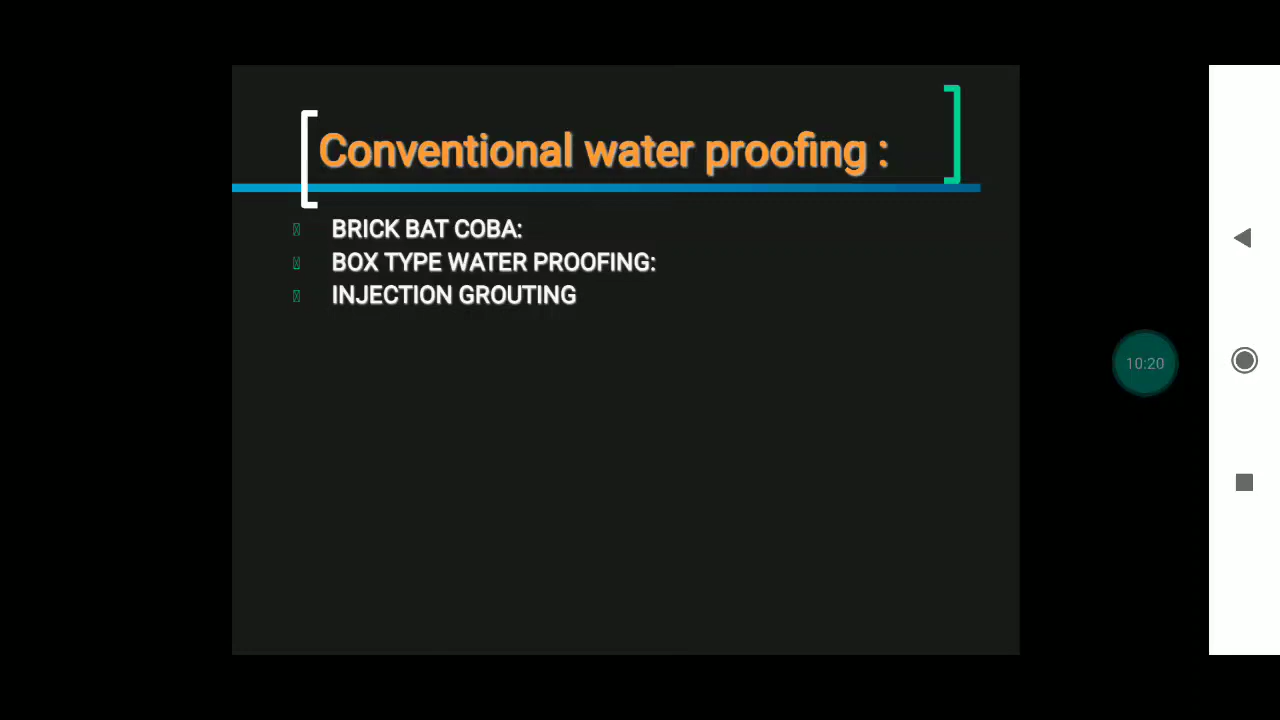 Conventional water proofing :
BRICK BAT COBA:
BOX TYPE WATER PROOFING:
INJECTION GROUTING
10:20